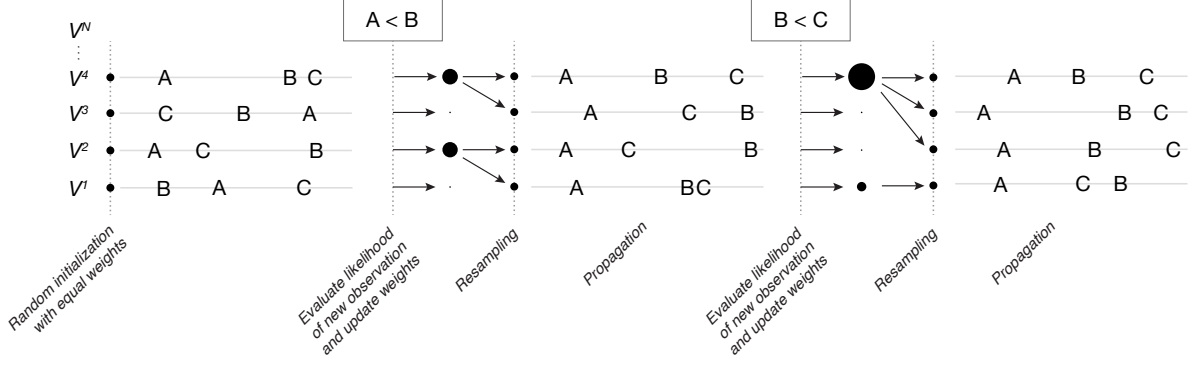 A < B
B < C
V^N
V^4 A B C A B C A B C
V^3 C B A A C B A B C
V^2 A C B A C B A B C
V^1 B A C A B C A C B
Random initialization
with equal weights
Evaluate likelihood
of new observation
and update weights
Resampling
Propagation
Evaluate likelihood
of new observation
and update weights
Resampling
Propagation